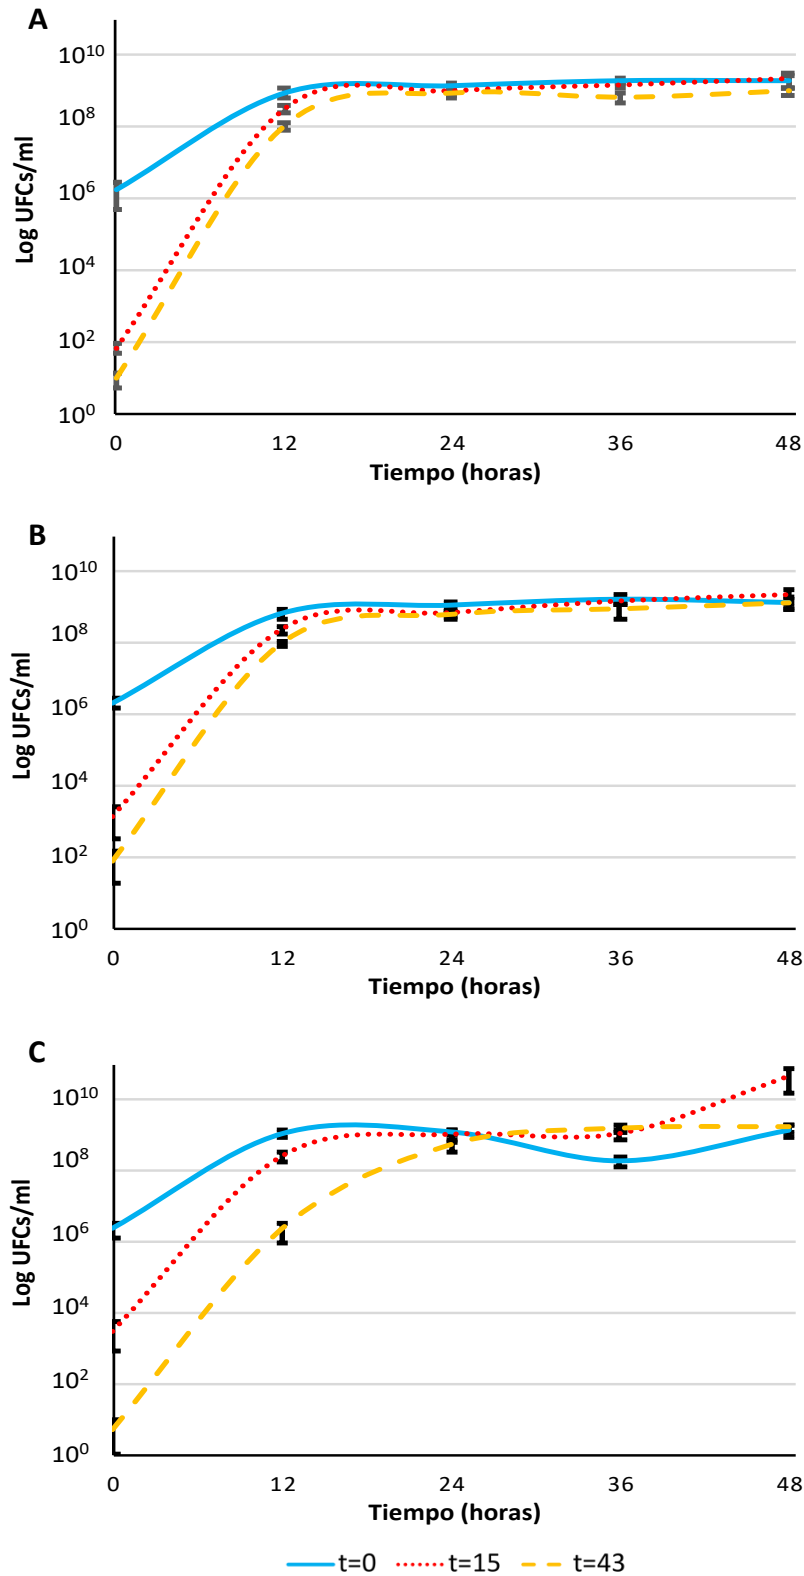 A
10¹⁰
10⁸
10⁶
10⁴
10²
10⁰
Log UFCs/ml
0 12 24 36 48
Tiempo (horas)
B
10¹⁰
10⁸
10⁶
10⁴
10²
10⁰
Log UFCs/ml
0 12 24 36 48
Tiempo (horas)
C
10¹⁰
10⁸
10⁶
10⁴
10²
10⁰
Log UFCs/ml
0 12 24 36 48
Tiempo (horas)
t=0 t=15 t=43